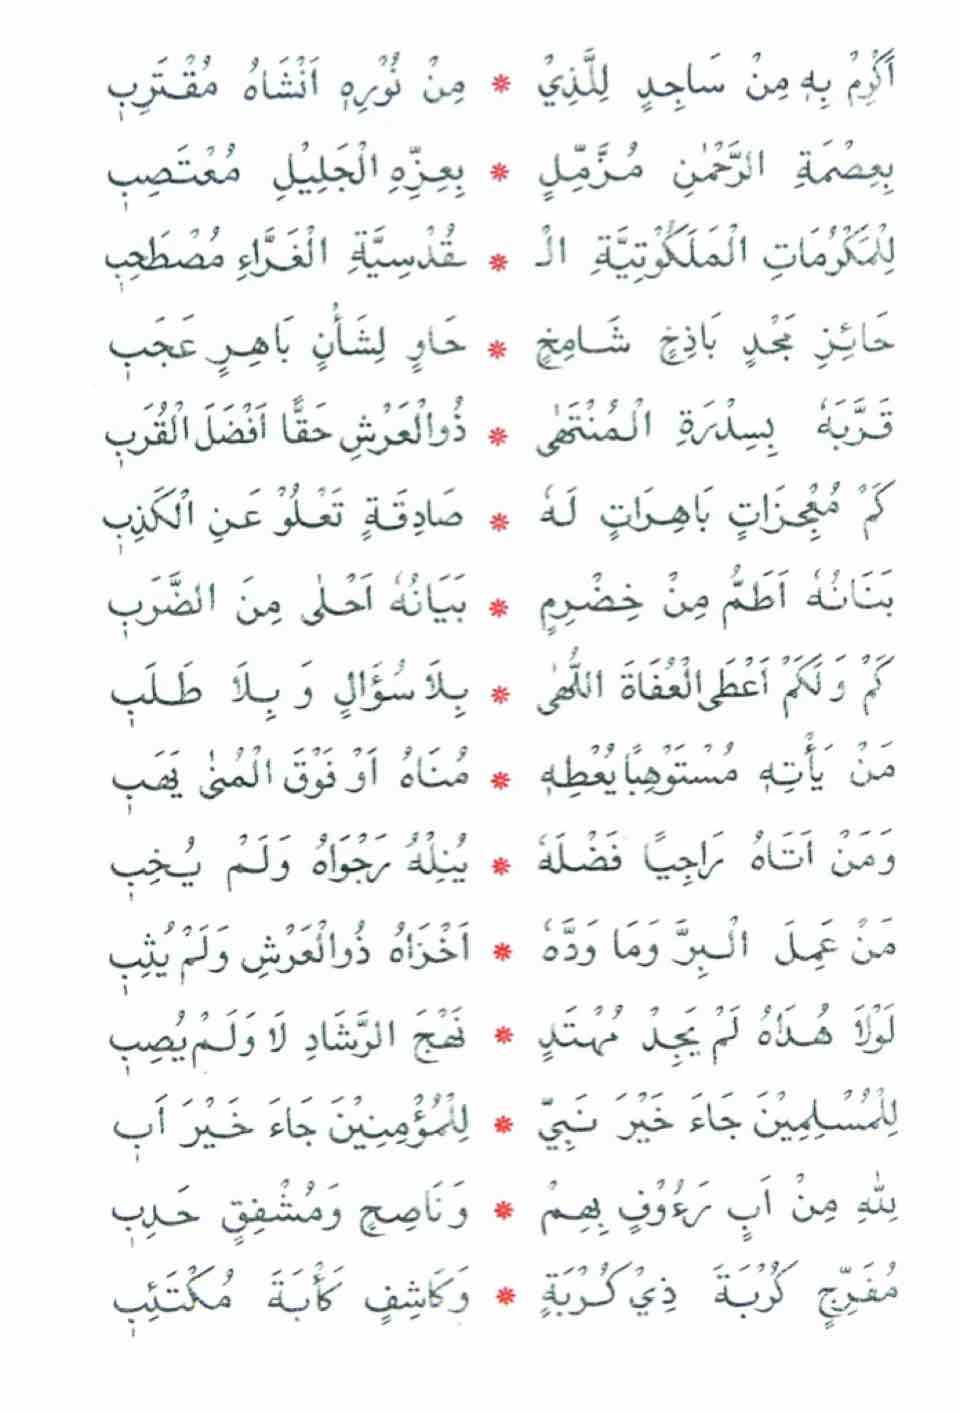 أَكْرِمْ بِهٖ مِنْ سَاجِدٍ لِلَّذِيْ * مِنْ نُوْرِهٖ اَنْشَاهُ مُقْتَرِبٖ
بِعِصْمَةِ الرَّحْمٰنِ مُزَّمِّلٍ * بِعِزِّهِ الْجَلِيْلِ مُعْتَصِبٖ
لِلْمَكْرُمَاتِ الْمَلَكُوْتِيَّةِ الْـ * ـقُدْسِيَّةِ الْغَرَّاءِ مُصْطَحِبٖ
حَائِزِ مَجْدٍ بَاذِخٍ شَامِخٍ * حَاوٍ لِشَأْنٍ بَاهِرٍ عَجَبٖ
قَرَّبَهٗ بِسِدْرَةِ الْمُنْتَهٰى * ذُوالْعَرْشِ حَقًّا اَفْضَلَ الْقُرَبٖ
كَمْ مُعْجِزَاتٍ بَاهِرَاتٍ لَهٗ * صَادِقَةٍ تَعْلُوْ عَنِ الْكَذِبٖ
بَنَانُهٗ اَطَمُّ مِنْ خِضْرِمٍ * بَيَانُهٗ اَحْلٰى مِنَ الضَّرَبٖ
كَمْ وَلَكَمْ اَعْطَى الْعُفَاةَ اللُّهٰى * بِلَا سُؤَالٍ وَ بِلَا طَلَبٖ
مَنْ يَأْتِهٖ مُسْتَوْهِبًا يُعْطِهٖ * مُنَاهُ اَوْ فَوْقَ الْمُنٰى يَهَبٖ
وَمَنْ اَتَاهُ رَاجِيًا فَضْلَهٗ * يُنِلْهُ رَجْوَاهُ وَلَمْ يُخِبٖ
مَنْ عَمِلَ الْبِرَّ وَمَا وَدَّهٗ * اَخْزَاهُ ذُوالْعَرْشِ وَلَمْ يُثِبٖ
لَوْلَا هُدَاهُ لَمْ يَجِدْ مُهْتَدٍ * نَهْجَ الرَّشَادِ لَا وَلَمْ يُصِبٖ
لِلْمُسْلِمِيْنَ جَاءَ خَيْرَ نَبِيّ * لِلْمُؤْمِنِيْنَ جَاءَ خَيْرَ اَبٖ
لِلّٰهِ مِنْ اَبٍ رَءُوْفٍ بِهِمْ * وَنَاصِحٍ وَمُشْفِقٍ حَدِبٖ
مُفَرِّجٍ كُرْبَةَ ذِيْ كُرْبَةٍ * وَكَاشِفٍ كَأْبَةَ مُكْتَئِبٖ